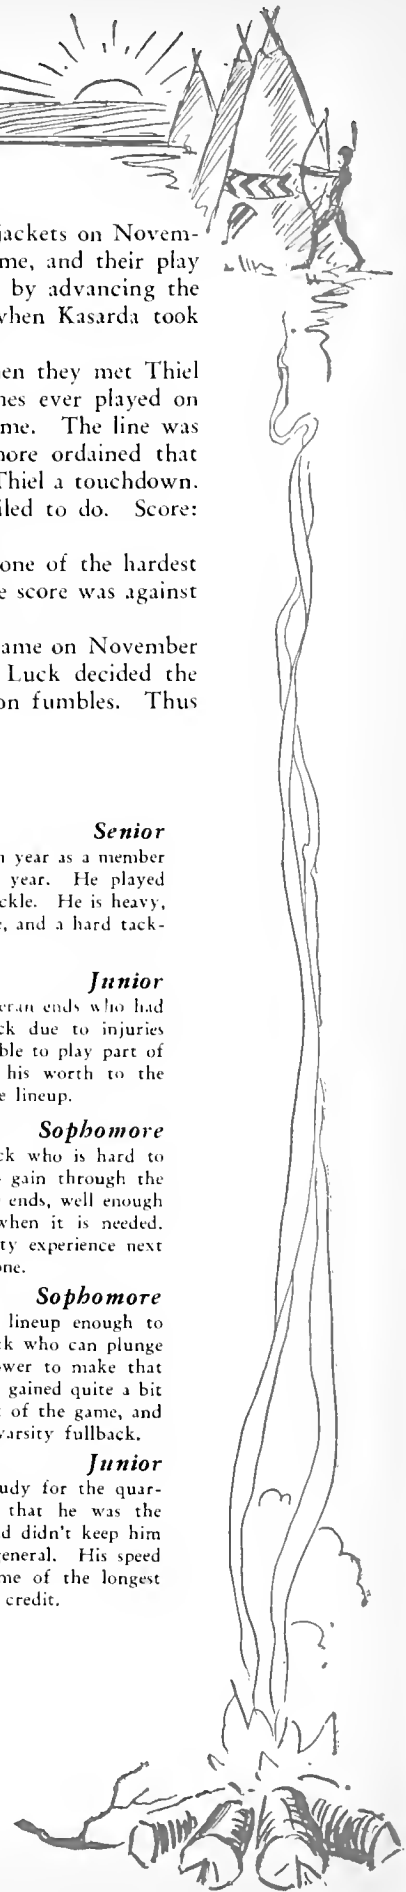 jackets on Novem-
me, and their play
by advancing the
when Kasarda took
en they met Thiel
nes ever played on
me. The line was
more ordained that
Thiel a touchdown.
iled to do. Score:
one of the hardest
e score was against
ame on November
Luck decided the
on fumbles. Thus
Senior
n year as a member
year. He played
ckle. He is heavy,
e, and a hard tack-
Junior
eran ends who had
ck due to injuries
ble to play part of
his worth to the
e lineup.
Sophomore
ck who is hard to
gain through the
ends, well enough
when it is needed.
ty experience next
one.
Sophomore
lineup enough to
ck who can plunge
wer to make that
gained quite a bit
of the game, and
varsity fullback.
Junior
udy for the quar-
that he was the
d didn't keep him
eneral. His speed
me of the longest
credit.